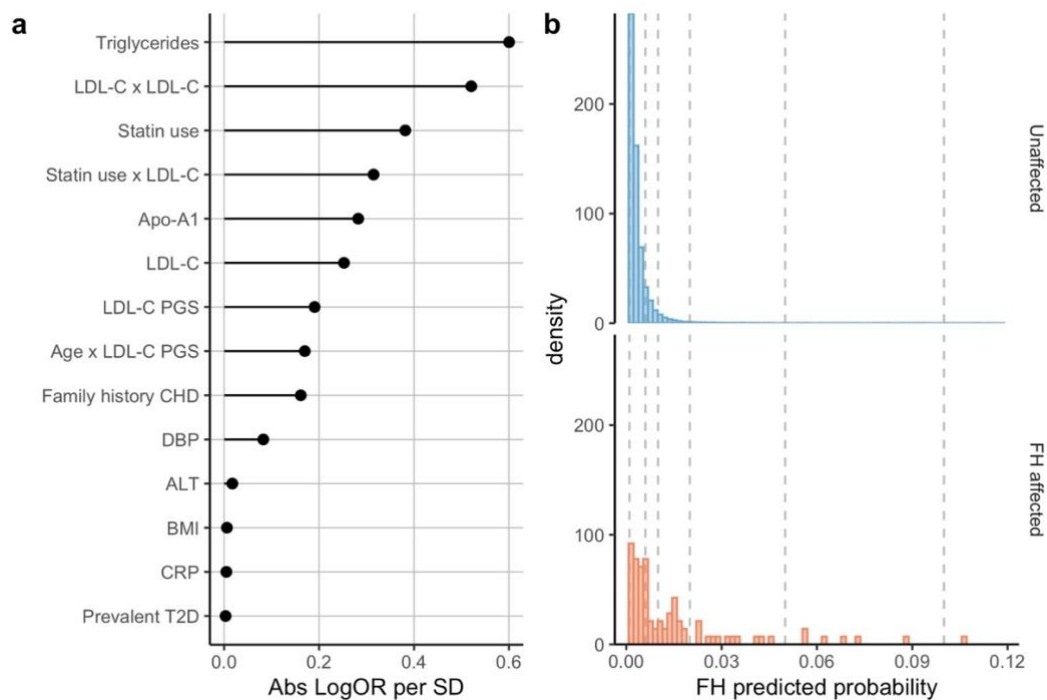 a
Triglycerides
LDL-C x LDL-C
Statin use
Statin use x LDL-C
Apo-A1
LDL-C
LDL-C PGS
Age x LDL-C PGS
Family history CHD
DBP
ALT
BMI
CRP
Prevalent T2D
0.0 0.2 0.4 0.6
Abs LogOR per SD
b
density
200
100
0
Unaffected
200
100
0
FH affected
0.00 0.03 0.06 0.09 0.12
FH predicted probability